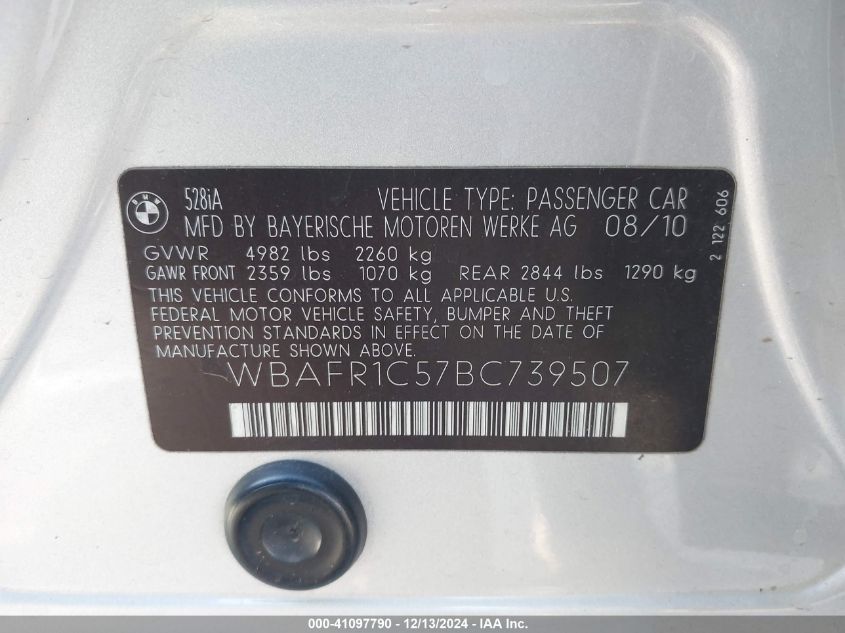 BMW
528iA VEHICLE TYPE: PASSENGER CAR
MFD BY BAYERISCHE MOTOREN WERKE AG 08/10
GVWR 4982 lbs 2260 kg
GAWR FRONT 2359 lbs 1070 kg REAR 2844 lbs 1290 kg
THIS VEHICLE CONFORMS TO ALL APPLICABLE U.S.
FEDERAL MOTOR VEHICLE SAFETY, BUMPER AND THEFT
PREVENTION STANDARDS IN EFFECT ON THE DATE OF
MANUFACTURE SHOWN ABOVE.
WBAFR1C57BC739507
2 122 606
000-41097790 - 12/13/2024 - IAA, Inc.